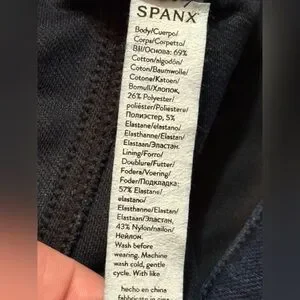 SPANX
Body/Cuerpo/
Corps/Corpetto/
Bål/Основа: 69%
Cotton/algodón/
Coton/Baumwolle/
Cotone/Katoen/
Bomull/Хлопок,
26% Polyester/
poliéster/Poliestere/
Полиэстер, 5%
Elastane/elastano/
Elasthanne/Elastan/
Elastaan/Эластан.
Lining/Forro/
Doublure/Futter/
Fodera/Voering/
Foder/Подкладка:
57% Elastane/
elastano/
Elasthanne/Elastan/
Elastaan/Эластан,
43% Nylon/nailon/
Нейлон.
Wash before
wearing. Machine
wash cold, gentle
cycle. With like
hecho en china